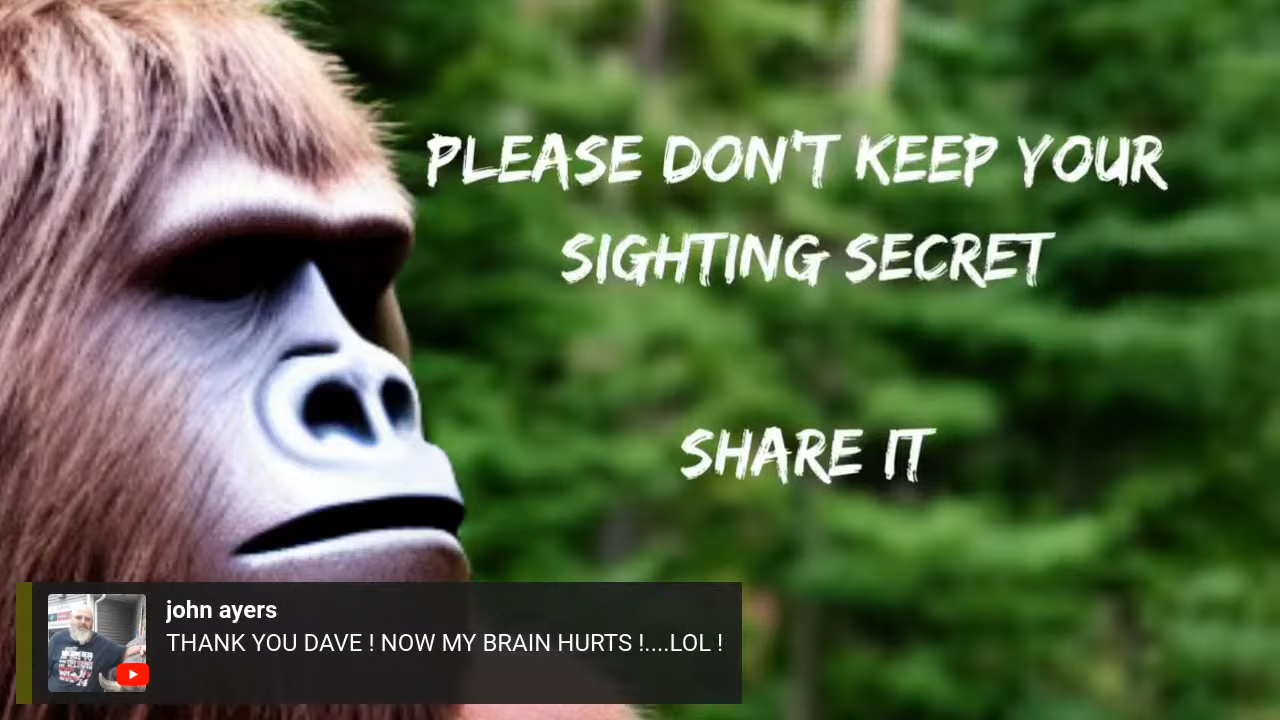 PLEASE DON'T KEEP YOUR
SIGHTING SECRET
SHARE IT
john ayers
THANK YOU DAVE ! NOW MY BRAIN HURTS !....LOL !